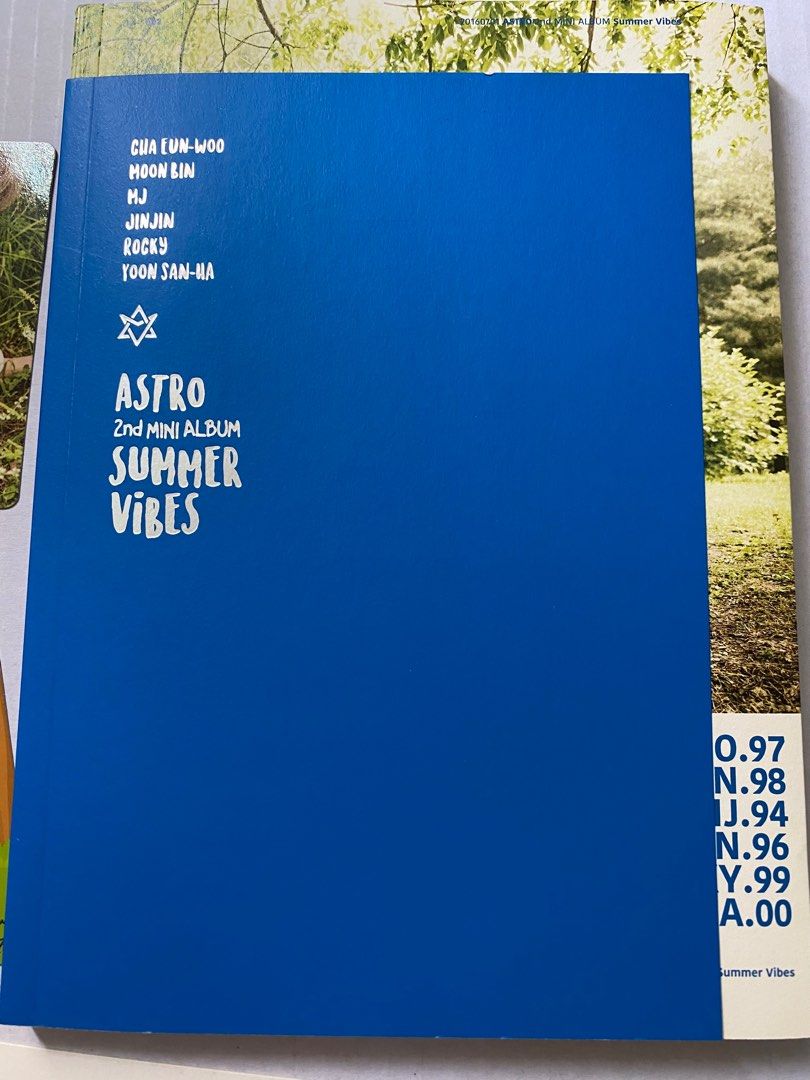 20160701 ASTRO 2nd MINI ALBUM Summer Vibes
CHA EUN-WOO
MOON BIN
MJ
JINJIN
ROCKY
YOON SAN-HA
ASTRO
2nd MINI ALBUM
SUMMER
ViBES
O.97
N.98
J.94
N.96
Y.99
A.00
Summer Vibes